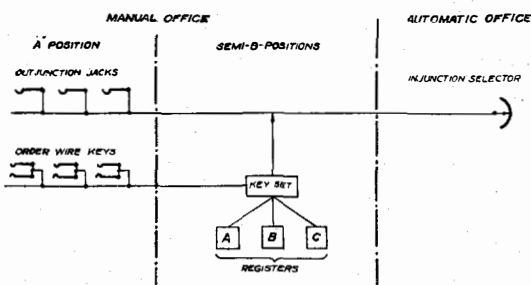 MANUAL OFFICE
AUTOMATIC OFFICE
"A" POSITION
SEMI-B-POSITIONS
OUTJUNCTION JACKS
INJUNCTION SELECTOR
ORDER WIRE KEYS
KEY SET
A B C
REGISTERS